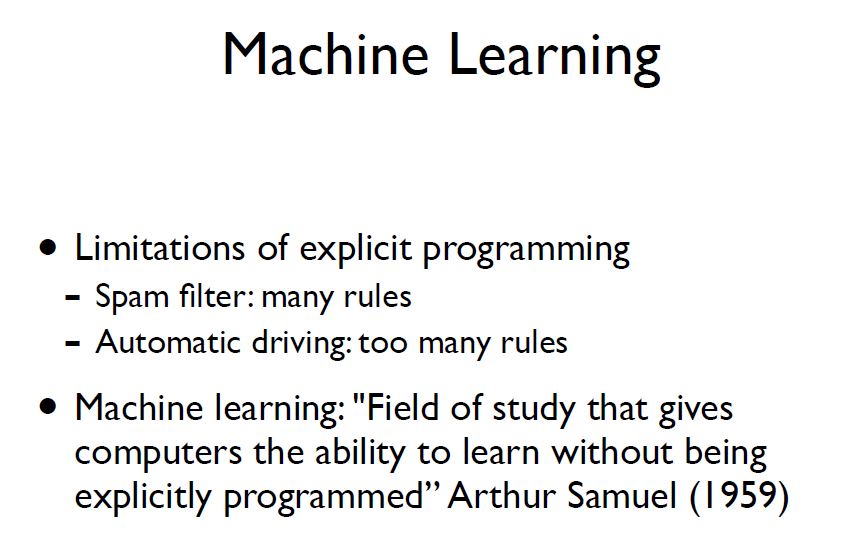 Machine Learning
• Limitations of explicit programming
- Spam filter: many rules
- Automatic driving: too many rules
• Machine learning: "Field of study that gives
computers the ability to learn without being
explicitly programmed” Arthur Samuel (1959)